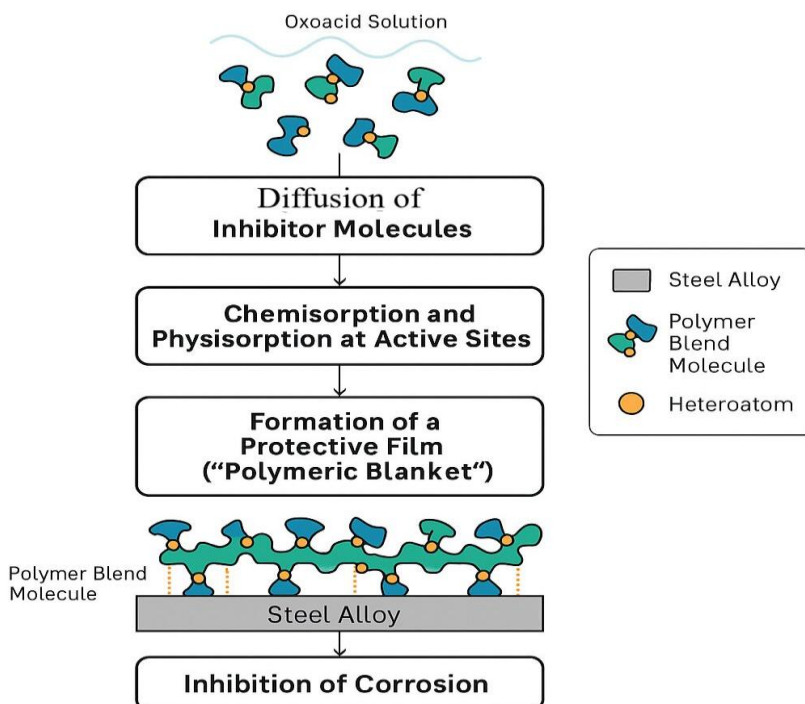 Oxoacid Solution
Diffusion of
Inhibitor Molecules
Chemisorption and
Physisorption at Active Sites
Formation of a
Protective Film
(“Polymeric Blanket“)
Polymer Blend
Molecule
Steel Alloy
Inhibition of Corrosion
Steel Alloy
Polymer
Blend
Molecule
Heteroatom